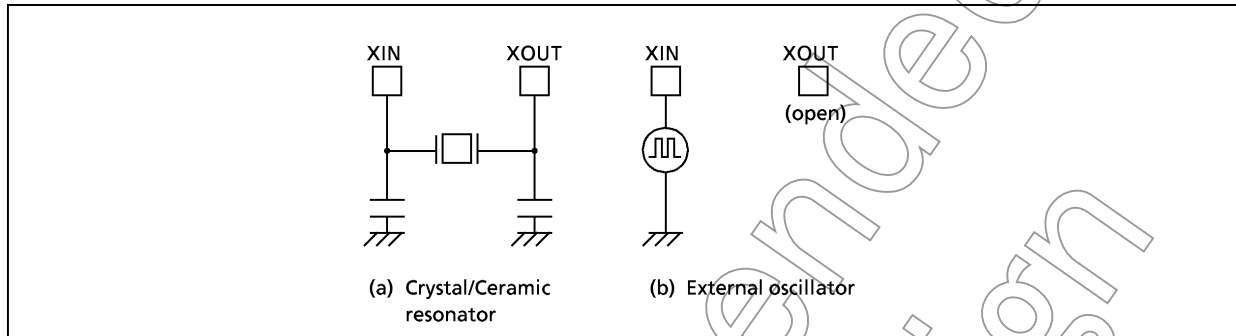 XIN XOUT XIN XOUT
(open)
(a) Crystal/Ceramic
resonator
(b) External oscillator